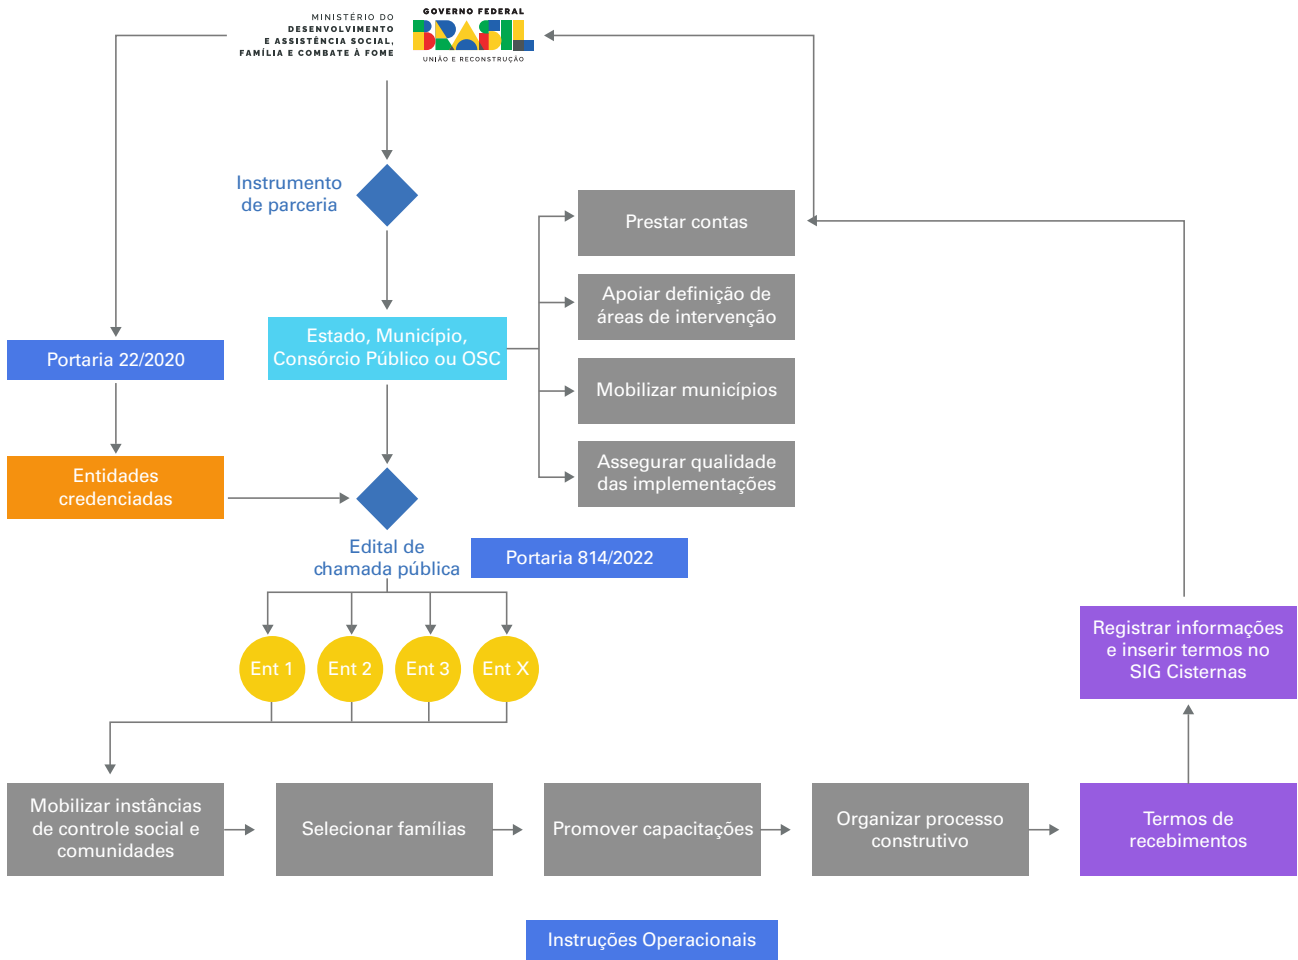 MINISTÉRIO DO
DESENVOLVIMENTO
E ASSISTÊNCIA SOCIAL,
FAMÍLIA E COMBATE À FOME
GOVERNO FEDERAL
BRASIL
UNIÃO E RECONSTRUÇÃO
Instrumento
de parceria
Prestar contas
Apoiar definição de
áreas de intervenção
Estado, Município,
Consórcio Público ou OSC
Portaria 22/2020
Mobilizar municípios
Entidades
credenciadas
Assegurar qualidade
das implementações
Edital de
chamada pública
Portaria 814/2022
Ent 1
Ent 2
Ent 3
Ent X
Registrar informações
e inserir termos no
SIG Cisternas
Mobilizar instâncias
de controle social e
comunidades
Selecionar famílias
Promover capacitações
Organizar processo
construtivo
Termos de
recebimentos
Instruções Operacionais